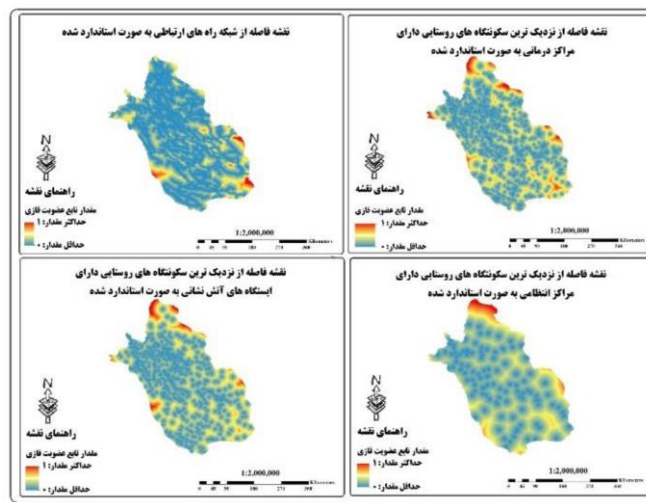 نقشه فاصله از نزدیک ترین سکونتگاه های روستایی دارای
مراکز درمانی به صورت استاندارد شده
N
راهنمای نقشه
مقدار تابع عضویت فازی
حداکثر مقدار: ۱
حداقل مقدار: ۰
1:2,000,000
Kilometers
نقشه فاصله از شبکه راه های ارتباطی به صورت استاندارد شده
N
راهنمای نقشه
مقدار تابع عضویت فازی
حداکثر مقدار: ۱
حداقل مقدار: ۰
1:2,000,000
Kilometers
نقشه فاصله از نزدیک ترین سکونتگاه های روستایی دارای
مراکز انتظامی به صورت استاندارد شده
N
راهنمای نقشه
مقدار تابع عضویت فازی
حداکثر مقدار: ۱
حداقل مقدار: ۰
1:2,000,000
Kilometers
نقشه فاصله از نزدیک ترین سکونتگاه های روستایی دارای
ایستگاه های آتش نشانی به صورت استاندارد شده
N
راهنمای نقشه
مقدار تابع عضویت فازی
حداکثر مقدار: ۱
حداقل مقدار: ۰
1:2,000,000
Kilometers